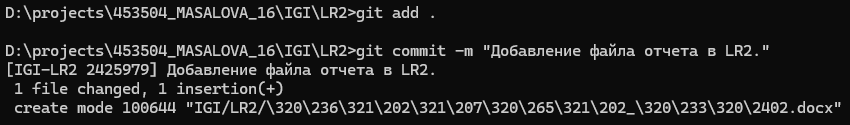 D:\projects\453504_MASALOVA_16\IGI\LR2>git add .
D:\projects\453504_MASALOVA_16\IGI\LR2>git commit -m "Добавление файла отчета в LR2."
[IGI-LR2 2425979] Добавление файла отчета в LR2.
1 file changed, 1 insertion(+)
create mode 100644 "IGI/LR2/\320\236\321\202\321\207\320\265\321\202_\320\233\320\2402.docx"